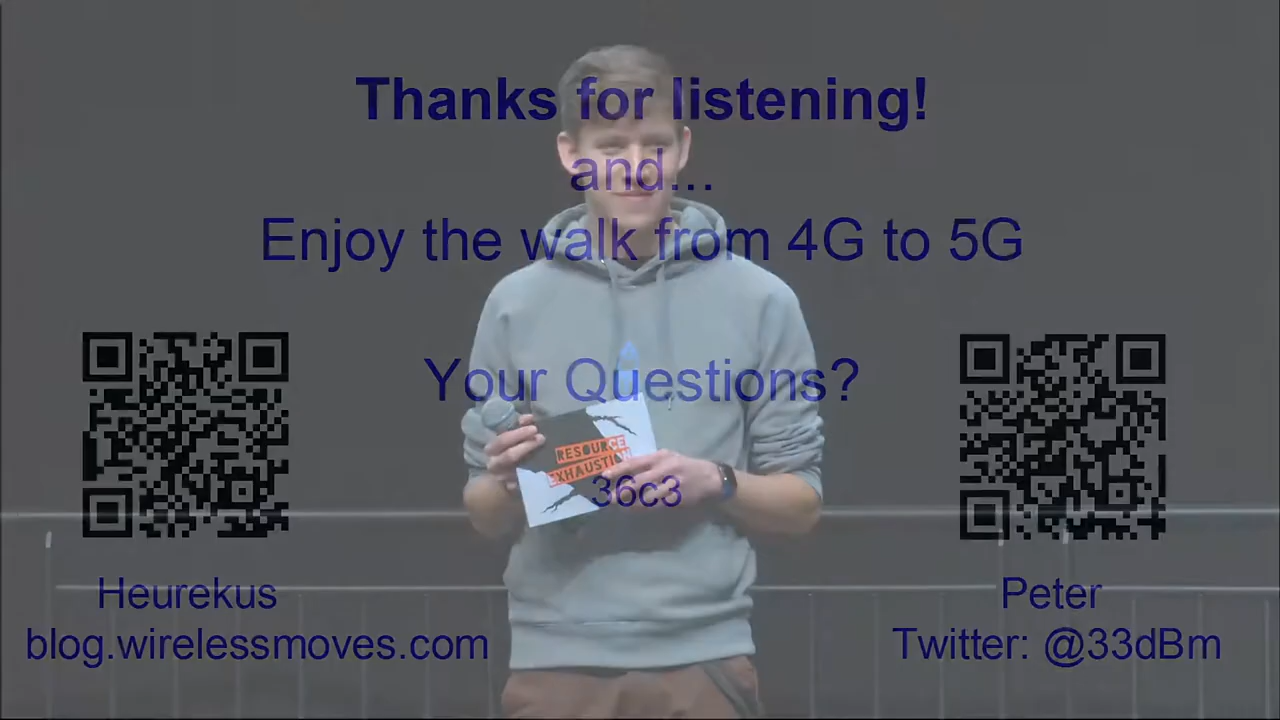 Thanks for listening!
and...
Enjoy the walk from 4G to 5G
Your Questions?
RESOURCE
EXHAUSTION
36c3
Heurekus
blog.wirelessmoves.com
Peter
Twitter: @33dBm